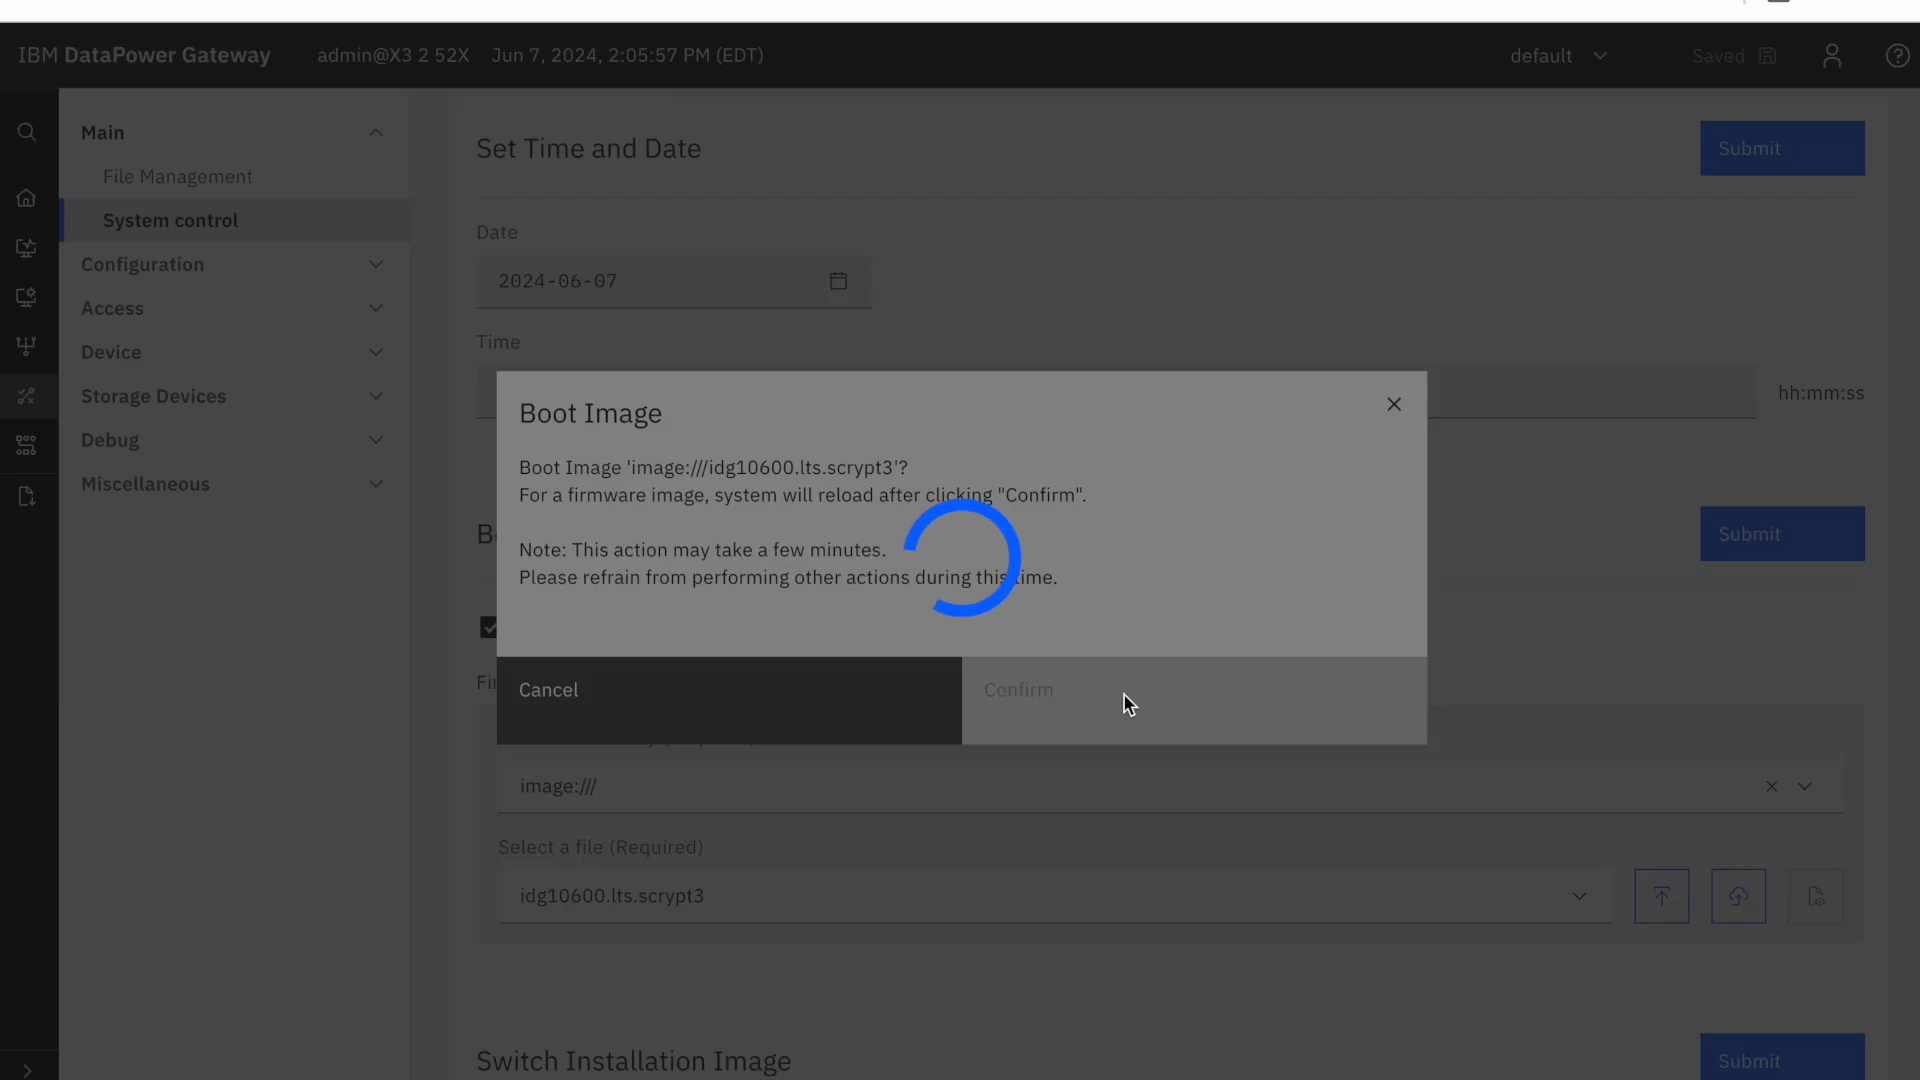 IBM DataPower Gateway
admin@X3 2 52X
Jun 7, 2024, 2:05:57 PM (EDT)
default
Saved
Main
File Management
System control
Configuration
Access
Device
Storage Devices
Debug
Miscellaneous
Set Time and Date
Submit
Date
2024-06-07
Time
hh:mm:ss
Submit
Boot Image
Boot Image 'image:///idg10600.lts.scrypt3'?
For a firmware image, system will reload after clicking "Confirm".
Note: This action may take a few minutes.
Please refrain from performing other actions during this time.
Cancel
Confirm
image:///
Select a file (Required)
idg10600.lts.scrypt3
Switch Installation Image
Submit